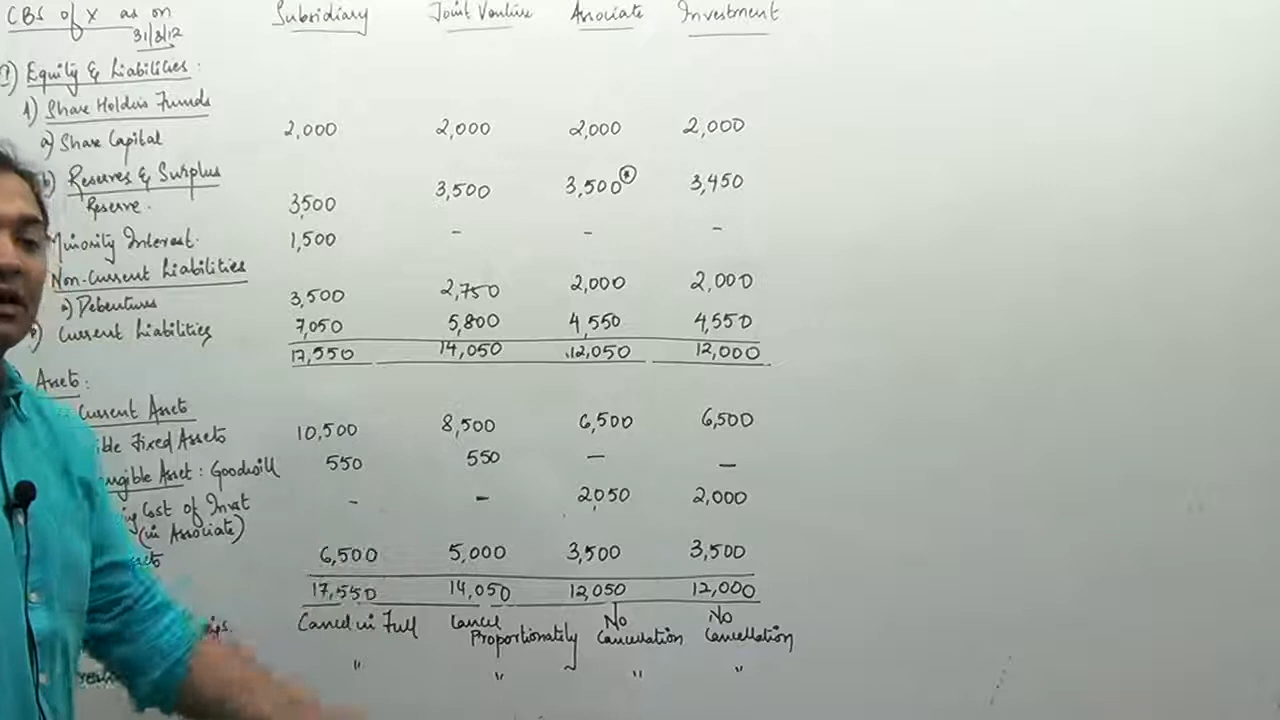 CBS of X as on Subsidiary Joint Venture Associate Investment
31/3/12
I) Equity & Liabilities :
1) Share Holders Funds
a) Share Capital 2,000 2,000 2,000 2,000
b) Reserves & Surplus
Reserve. 3,500 3,500 3,500 * 3,450
Minority Interest. 1,500 - - -
Non-Current Liabilities
a) Debentures 3,500 2,750 2,000 2,000
Current Liabilities 7,050 5,800 4,550 4,550
17,550 14,050 12,050 12,000
Assets :
Current Assets
Fixed Assets 10,500 8,500 6,500 6,500
Asset : Goodwill 550 550 - -
Cost of Invst - - 2050 2,000
(in Associate)
6,500 5,000 3,500 3,500
17,550 14,050 12,050 12,000
Cancel in Full Cancel Proportionately No Cancellation No Cancellation
" " " "